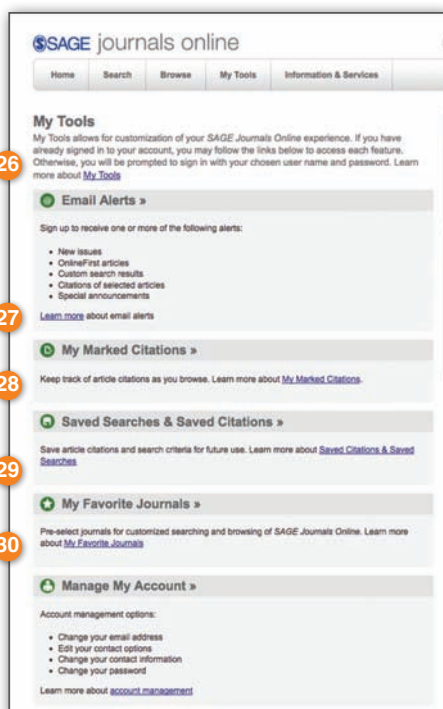 SAGE journals online
Home Search Browse My Tools Information & Services
My Tools
My Tools allows for customization of your SAGE Journals Online experience. If you have
already signed in to your account, you may follow the links below to access each feature.
Otherwise, you will be prompted to sign in with your chosen user name and password. Learn
more about My Tools
26
Email Alerts »
Sign up to receive one or more of the following alerts:
• New issues
• OnlineFirst articles
• Custom search results
• Citations of selected articles
• Special announcements
27
Learn more about email alerts
My Marked Citations »
28
Keep track of article citations as you browse. Learn more about My Marked Citations.
Saved Searches & Saved Citations »
Save article citations and search criteria for future use. Learn more about Saved Citations & Saved
Searches
29
My Favorite Journals »
Pre-select journals for customized searching and browsing of SAGE Journals Online. Learn more
about My Favorite Journals
30
Manage My Account »
Account management options:
• Change your email address
• Edit your contact options
• Change your contact information
• Change your password
Learn more about account management